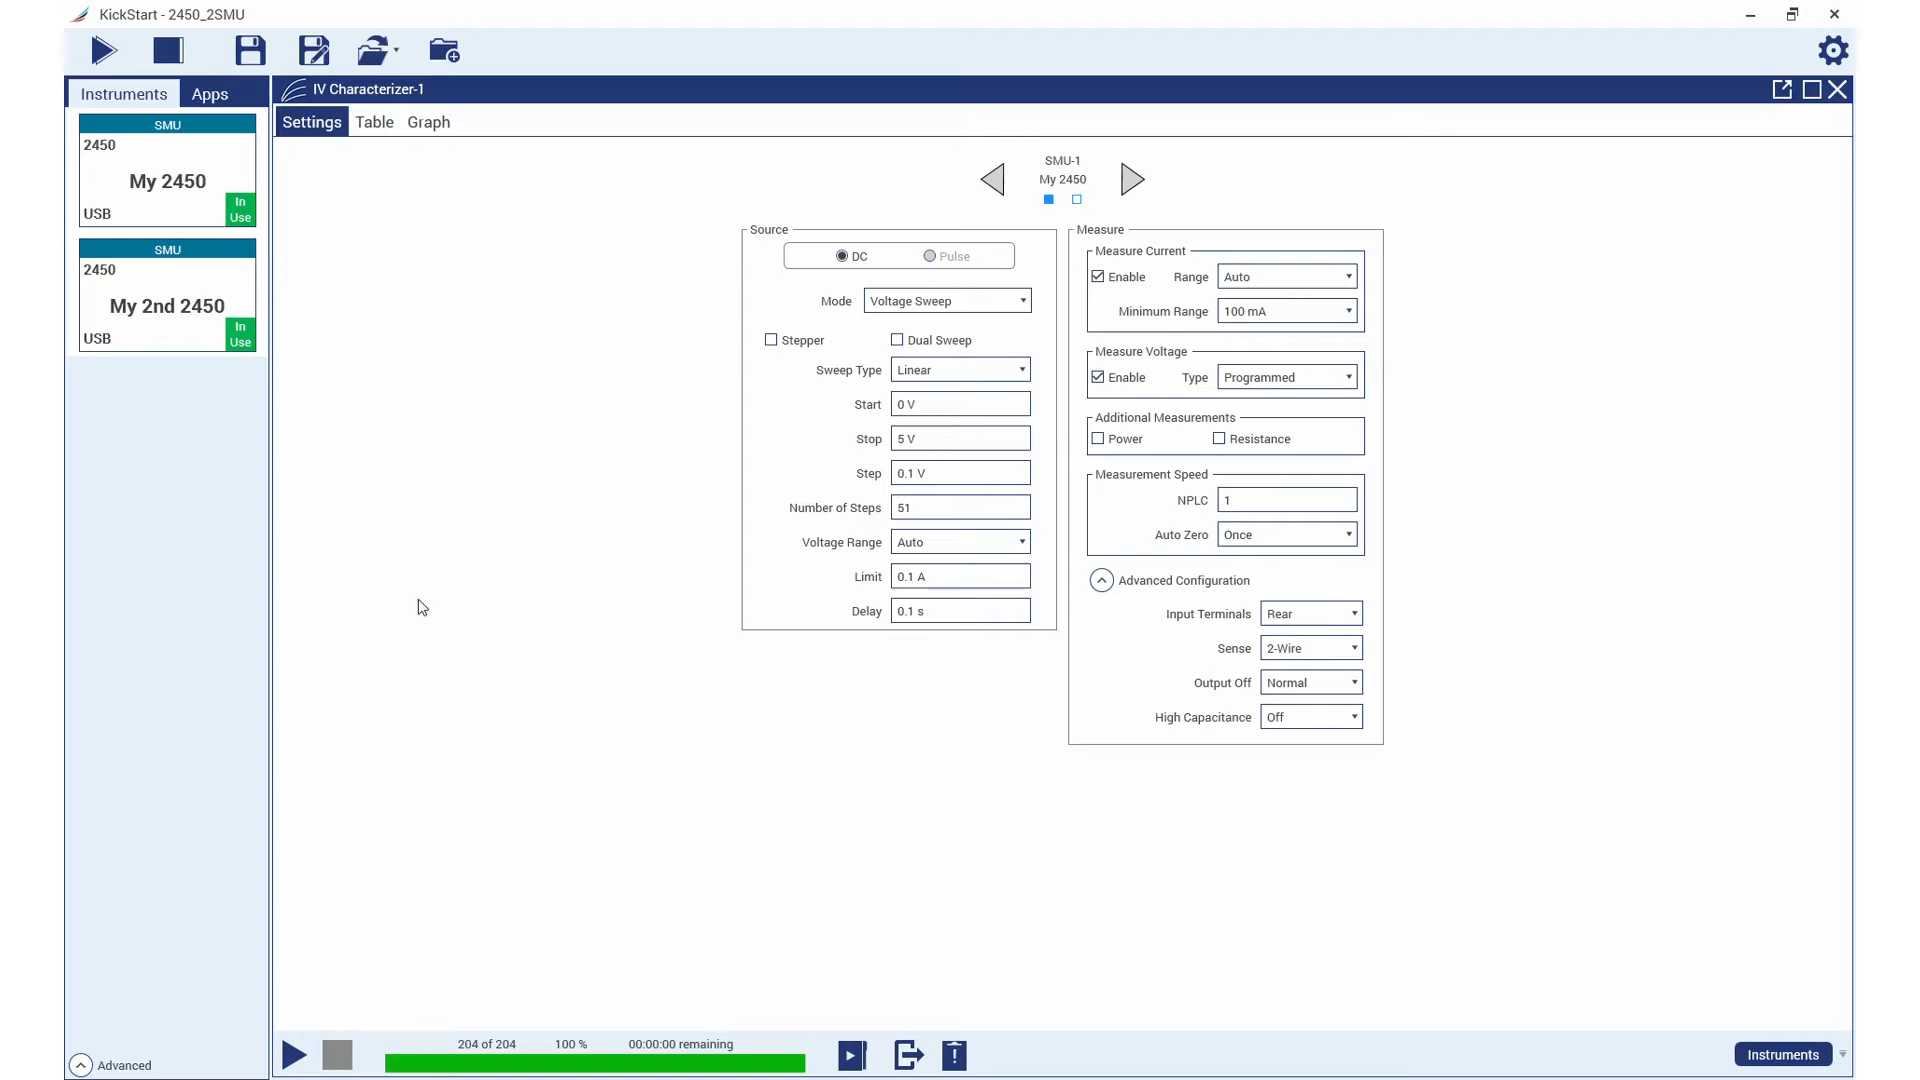 KickStart - 2450_2SMU
Instruments Apps
SMU
2450
My 2450
USB
In Use
SMU
2450
My 2nd 2450
USB
In Use
Advanced
IV Characterizer-1
Settings Table Graph
SMU-1
My 2450
Source
DC Pulse
Mode Voltage Sweep
Stepper Dual Sweep
Sweep Type Linear
Start 0 V
Stop 5 V
Step 0.1 V
Number of Steps 51
Voltage Range Auto
Limit 0.1 A
Delay 0.1 s
Measure
Measure Current
Enable Range Auto
Minimum Range 100 mA
Measure Voltage
Enable Type Programmed
Additional Measurements
Power Resistance
Measurement Speed
NPLC 1
Auto Zero Once
Advanced Configuration
Input Terminals Rear
Sense 2-Wire
Output Off Normal
High Capacitance Off
204 of 204 100 % 00:00:00 remaining
Instruments